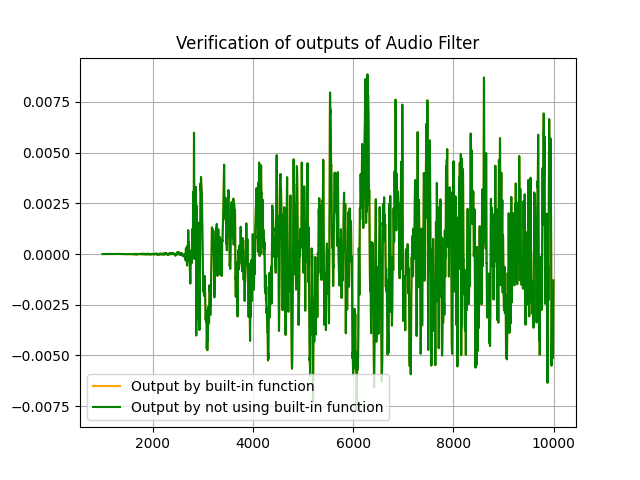 Verification of outputs of Audio Filter
0.0075
0.0050
0.0025
0.0000
−0.0025
−0.0050
−0.0075
Output by built-in function
Output by not using built-in function
2000 4000 6000 8000 10000